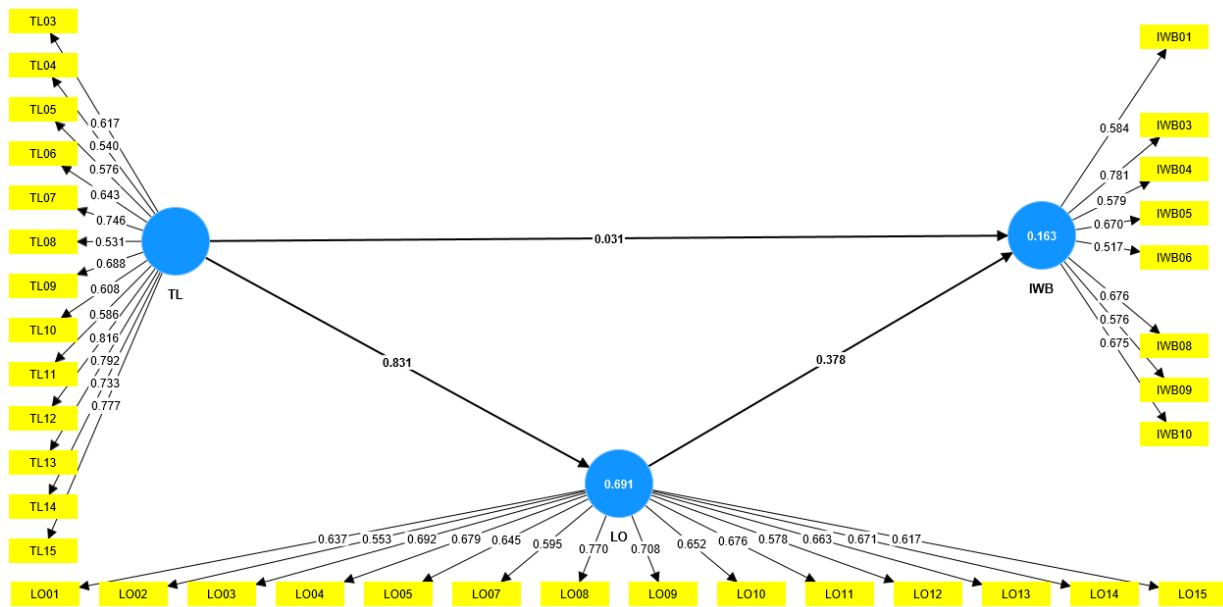 TL03
TL04
TL05
TL06
TL07
TL08
TL09
TL10
TL11
TL12
TL13
TL14
TL15
0.617
0.540
0.576
0.643
0.746
0.531
0.688
0.608
0.586
0.816
0.792
0.733
0.777
TL
0.031
0.831
0.378
0.163
IWB
IWB01
IWB03
IWB04
IWB05
IWB06
IWB08
IWB09
IWB10
0.584
0.781
0.579
0.670
0.517
0.676
0.576
0.675
0.691
LO
0.637
0.553
0.692
0.679
0.645
0.595
0.770
0.708
0.652
0.676
0.578
0.663
0.671
0.617
LO01
LO02
LO03
LO04
LO05
LO07
LO08
LO09
LO10
LO11
LO12
LO13
LO14
LO15